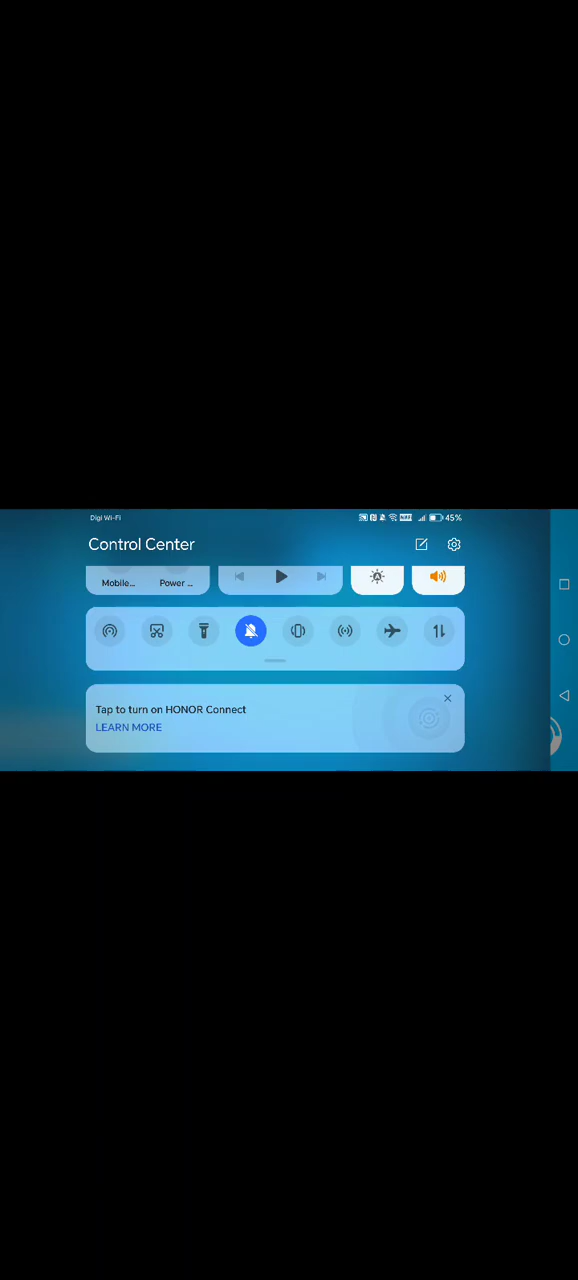 Digi Wi-Fi
45%
Control Center
Mobile...
Power ...
Tap to turn on HONOR Connect
LEARN MORE